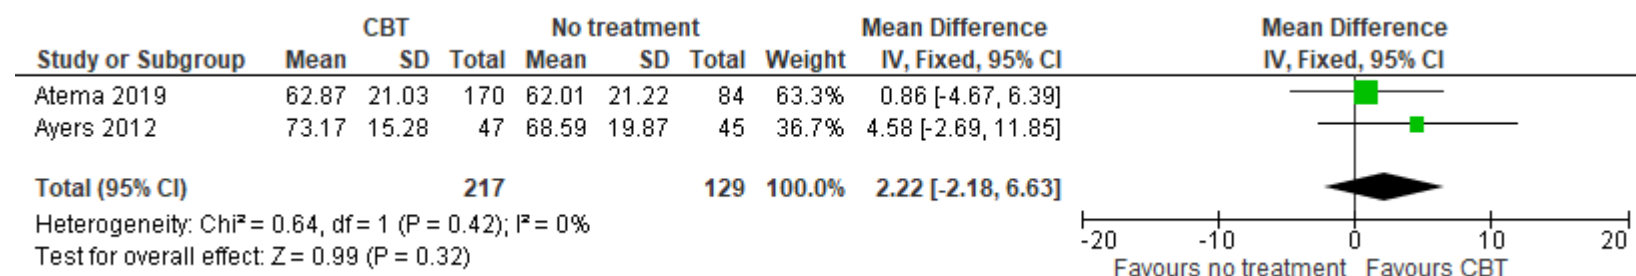 CBT No treatment Mean Difference Mean Difference
Study or Subgroup Mean SD Total Mean SD Total Weight IV, Fixed, 95% CI IV, Fixed, 95% CI
Atema 2019 62.87 21.03 170 62.01 21.22 84 63.3% 0.86 [-4.67, 6.39]
Ayers 2012 73.17 15.28 47 68.59 19.87 45 36.7% 4.58 [-2.69, 11.85]
Total (95% CI) 217 129 100.0% 2.22 [-2.18, 6.63]
Heterogeneity: Chi² = 0.64, df = 1 (P = 0.42); I² = 0%
Test for overall effect: Z = 0.99 (P = 0.32)
-20 -10 0 10 20
Favours no treatment Favours CBT